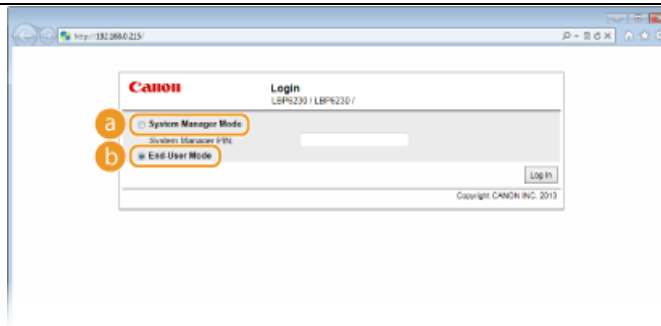 http://192.168.0.215/
Canon
Login
LBP6230 / LBP6230 /
a
System Manager Mode
System Manager PIN:
b
End-User Mode
Log In
Copyright CANON INC. 2013